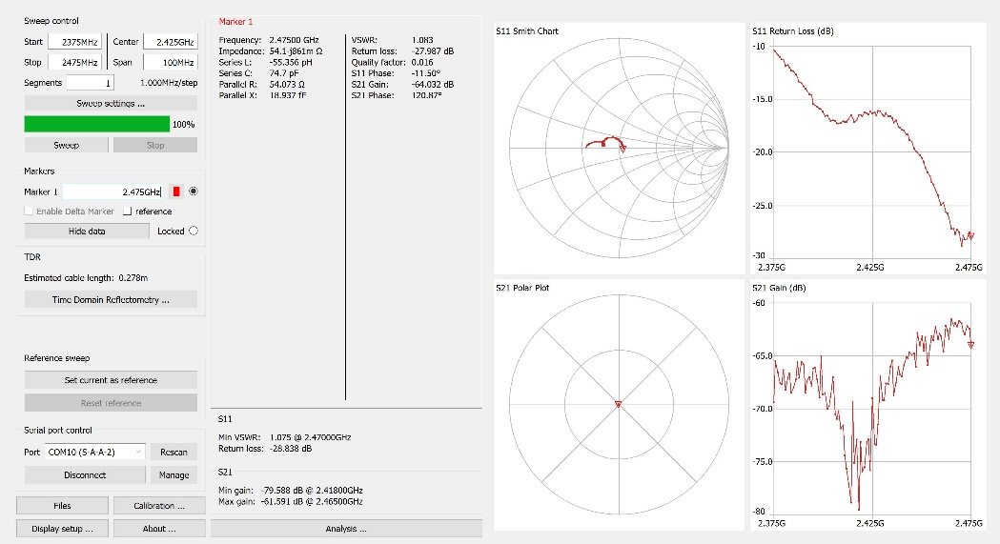 Sweep control
Start 2375MHz Center 2.425GHz
Stop 2475MHz Span 100MHz
Segments 1 1.000MHz/step
Sweep settings ...
100%
Sweep Stop
Markers
Marker 1 2.475GHz
Enable Delta Marker reference
Hide data Locked
TDR
Estimated cable length: 0.278m
Time Domain Reflectometry ...
Reference sweep
Set current as reference
Reset reference
Serial port control
Port COM10 (S-A-A-2) Rescan
Disconnect Manage
Files Calibration ...
Display setup ... About ...
Marker 1
Frequency: 2.47500 GHz
Impedance: 54.1-j861m Ω
Series L: -55.356 pH
Series C: 74.7 pF
Parallel R: 54.073 Ω
Parallel X: 18.937 fF
VSWR: 1.083
Return loss: -27.987 dB
Quality factor: 0.016
S11 Phase: -11.50°
S21 Gain: -64.032 dB
S21 Phase: 120.87°
S11
Min VSWR: 1.075 @ 2.47000GHz
Return loss: -28.838 dB
S21
Min gain: -79.588 dB @ 2.41800GHz
Max gain: -61.591 dB @ 2.46500GHz
Analysis ...
S11 Smith Chart
S11 Return Loss (dB)
-10
-15.0
-20.0
-25.0
-30
2.375G 2.425G 2.475G
S21 Polar Plot
S21 Gain (dB)
-60
-65.0
-70.0
-75.0
-80
2.375G 2.425G 2.475G